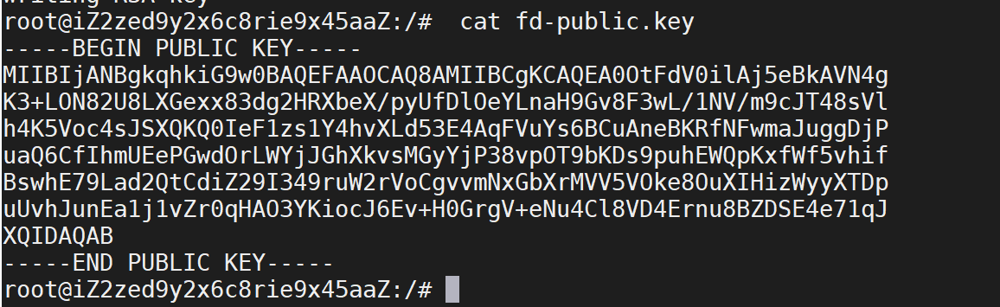 root@iZ2zed9y2x6c8rie9x45aaZ:/#  cat fd-public.key
-----BEGIN PUBLIC KEY-----
MIIBIjANBgkqhkiG9w0BAQEFAAOCAQ8AMIIBCgKCAQEA0OtFdV0ilAj5eBkAVN4g
K3+LON82U8LXGexx83dg2HRXbeX/pyUfDlOeYLnaH9Gv8F3wL/1NV/m9cJT48sVl
h4K5Voc4sJSXQKQ0IeF1zs1Y4hvXLd53E4AqFVuYs6BCuAneBKRfNFwmaJuggDjP
uaQ6CfIhmUEePGwdOrLWYjJGhXkvsMGyYjP38vpOT9bKDs9puhEWQpKxfWf5vhif
BswhE79Lad2QtCdiZ29I349ruW2rVoCgvvmNxGbXrMVV5VOke8OuXIHizWyyXTDp
uUvhJunEa1j1vZr0qHAO3YKiocJ6Ev+H0GrgV+eNu4Cl8VD4Ernu8BZDSE4e71qJ
XQIDAQAB
-----END PUBLIC KEY-----
root@iZ2zed9y2x6c8rie9x45aaZ:/#